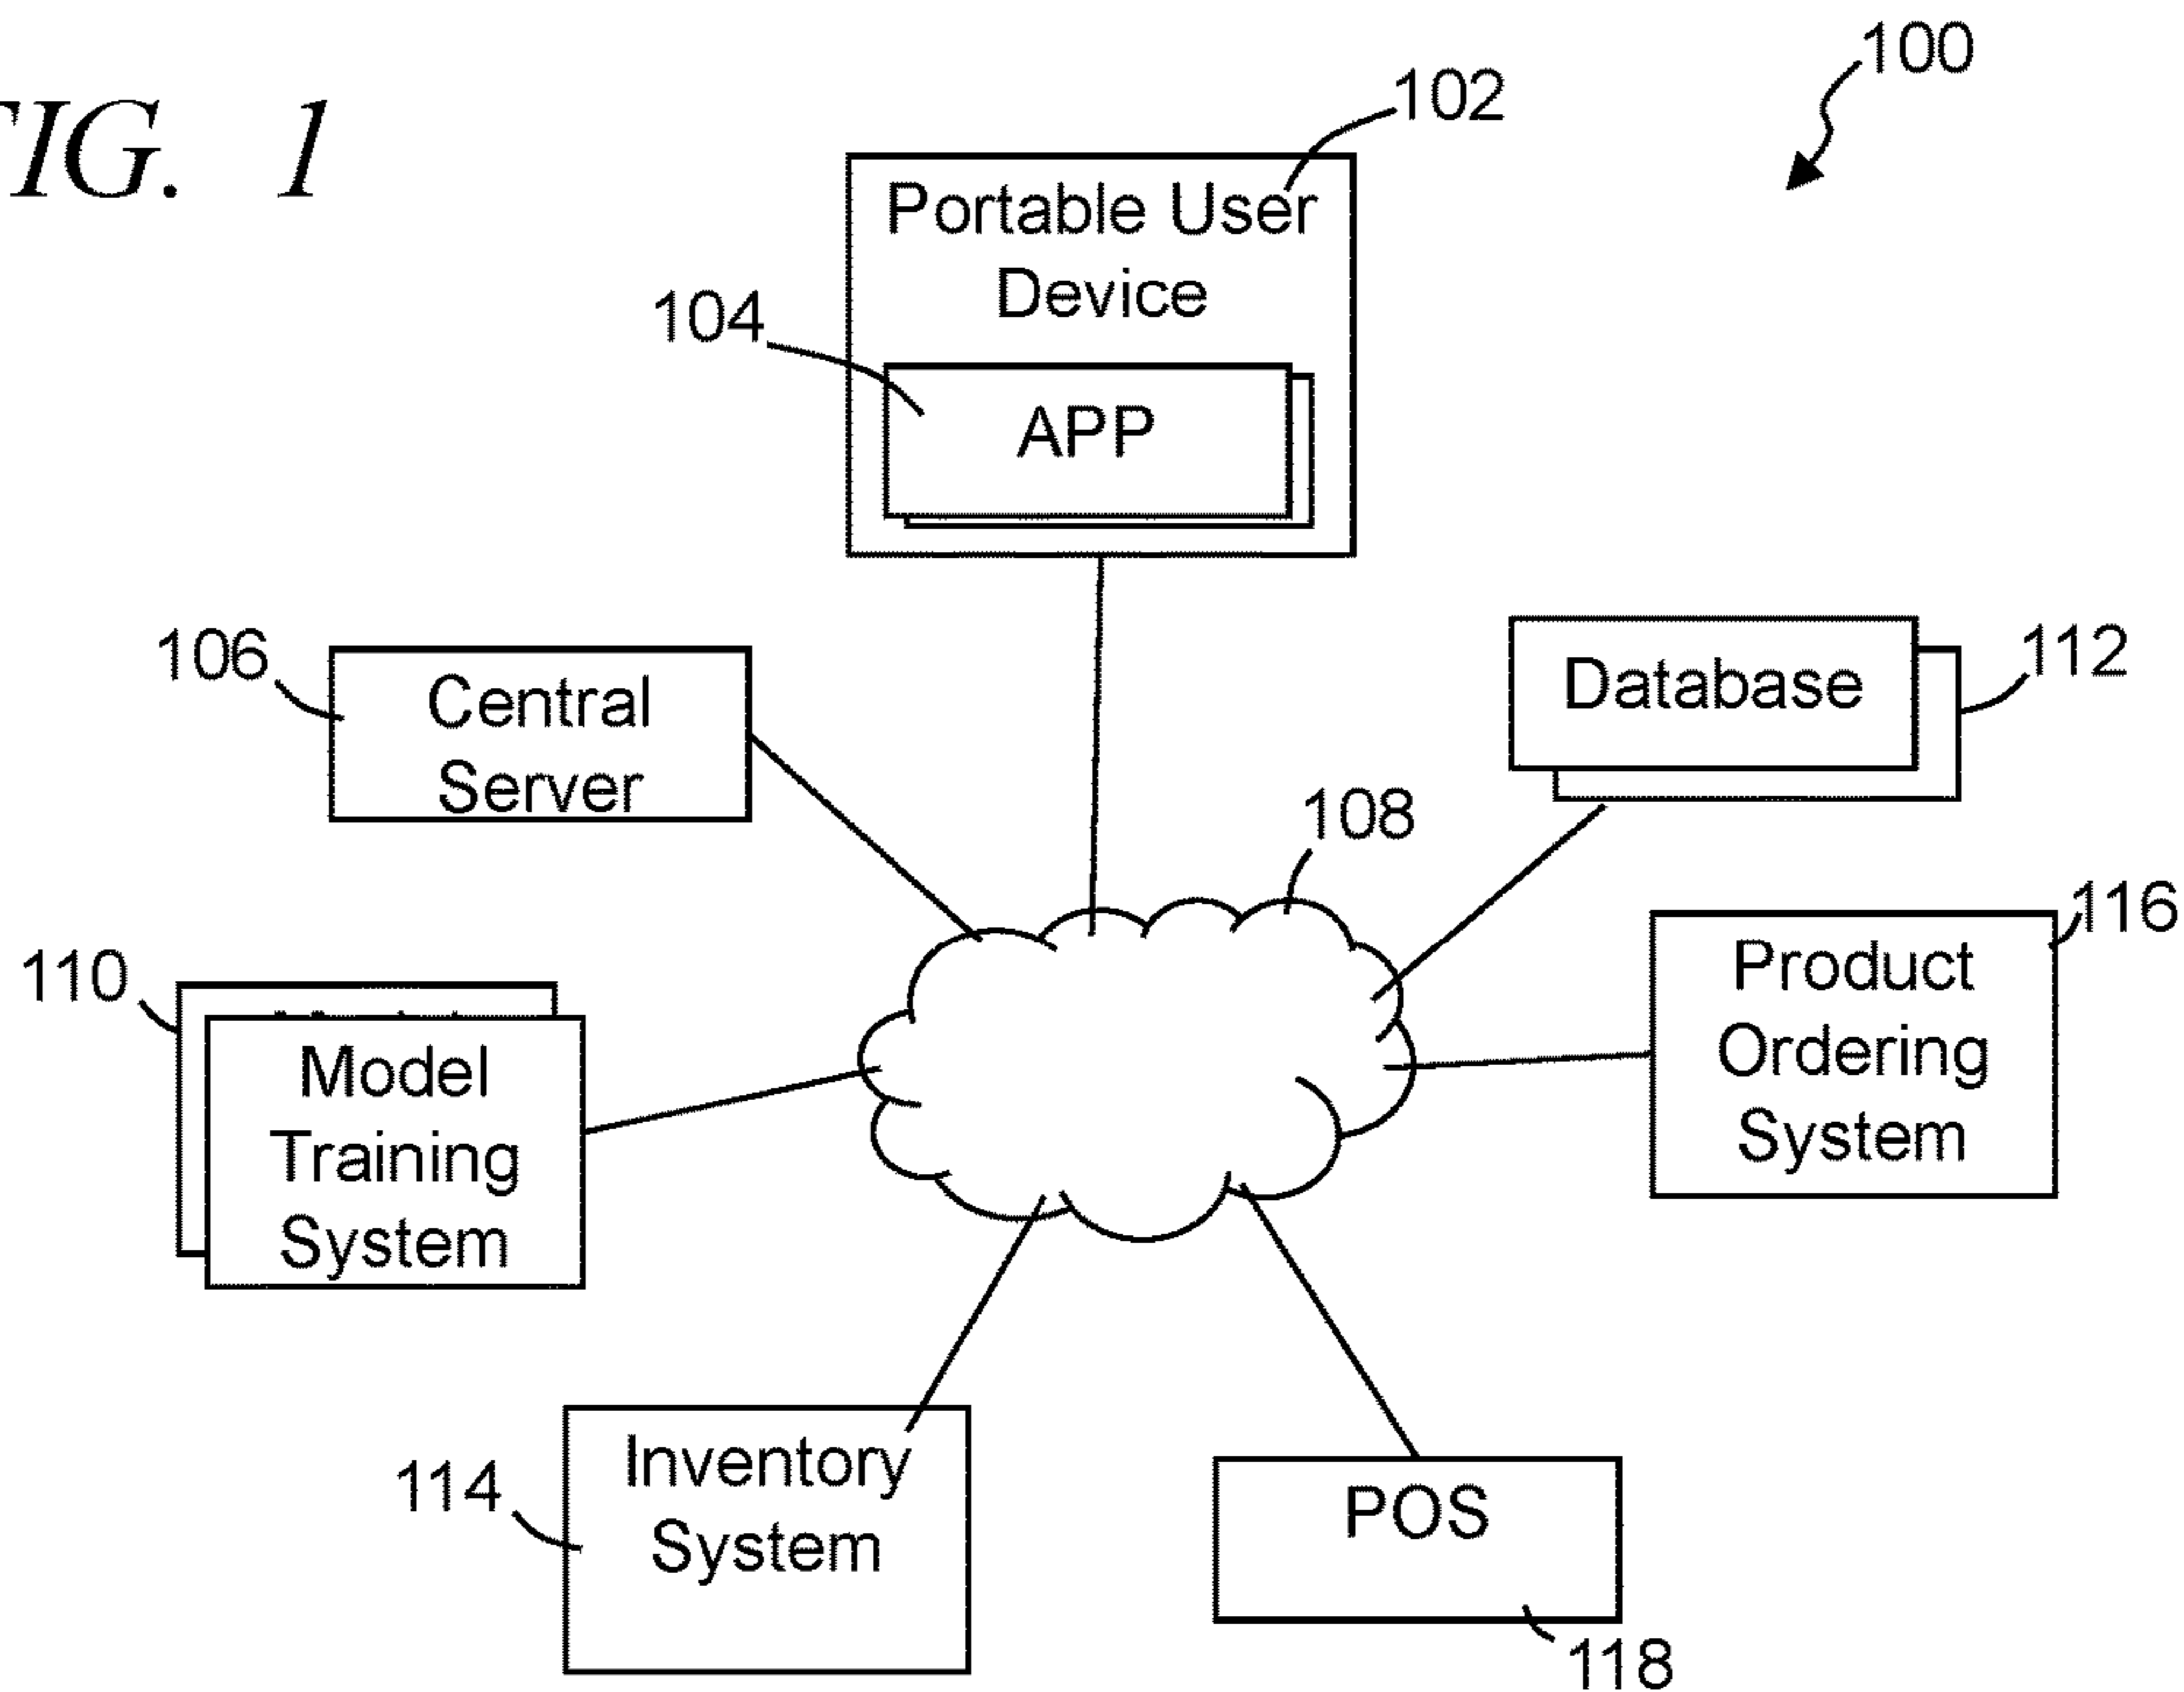 FIG. 1
100
102
Portable User
Device
104
APP
106
Central
Server
Database
112
108
110
Model
Training
System
Product
Ordering
System
116
Inventory
System
114
POS
118